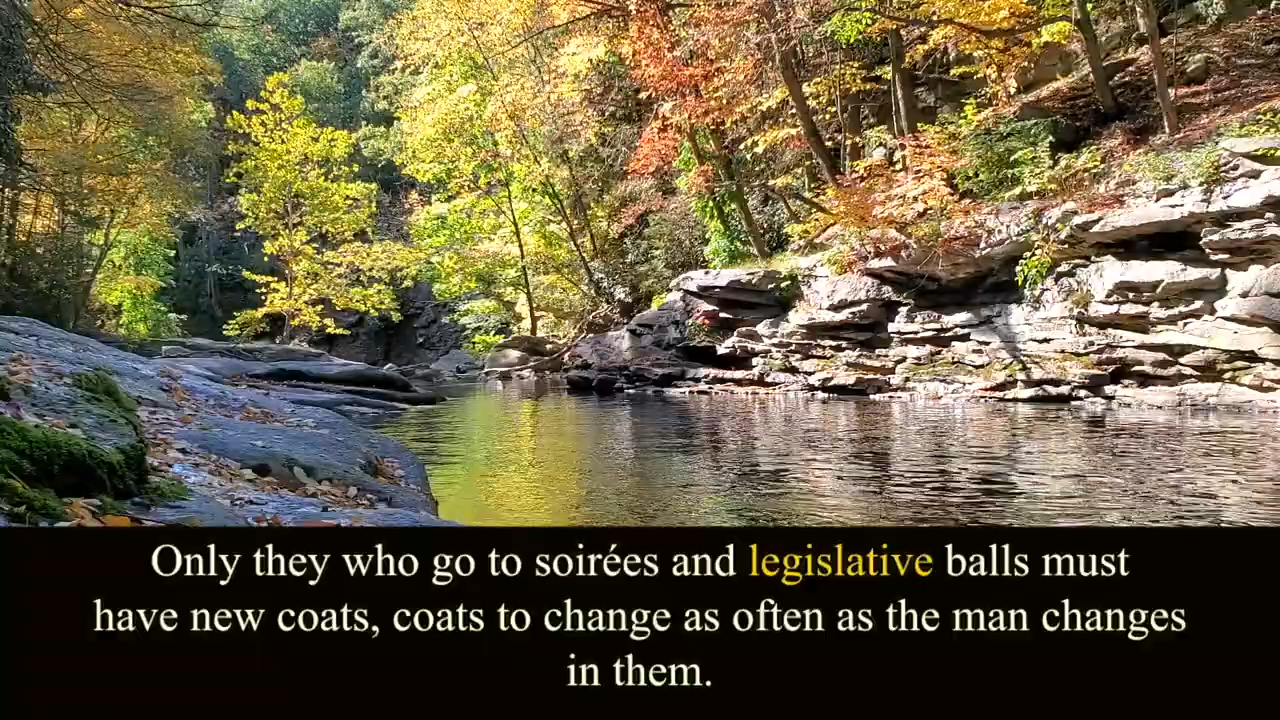 Only they who go to soirées and legislative balls must
have new coats, coats to change as often as the man changes
in them.